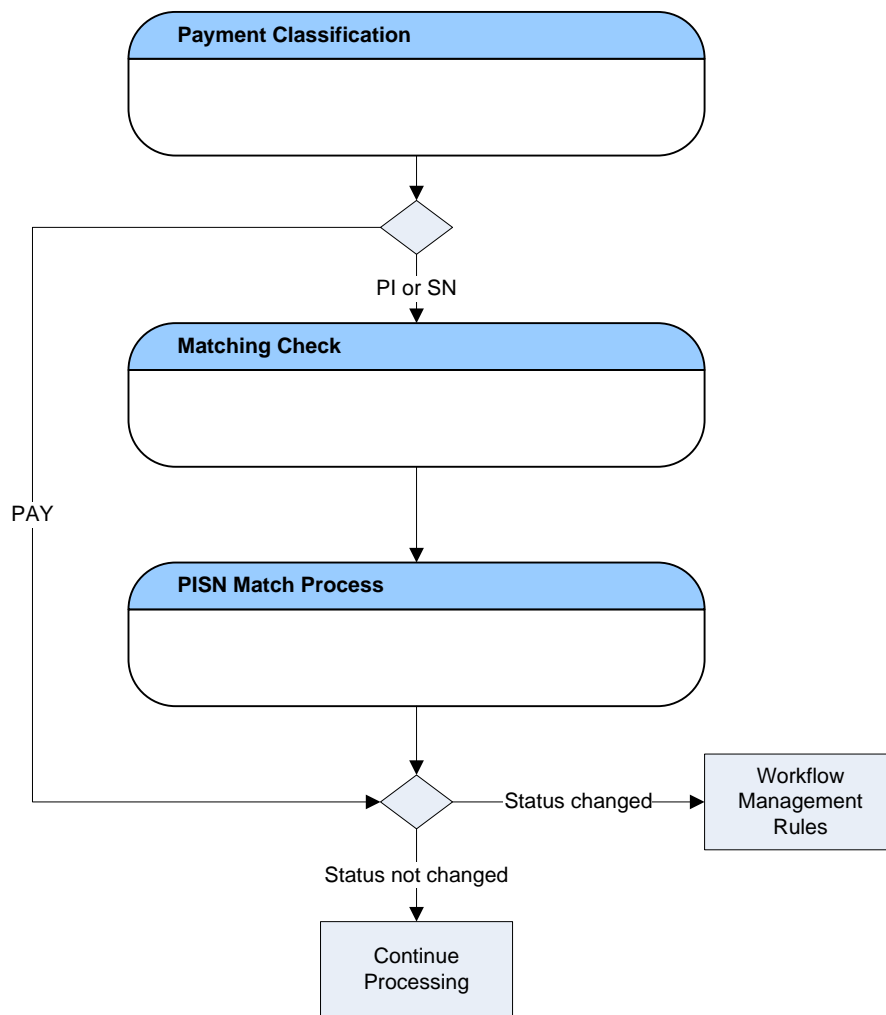 Payment Classification
PI or SN
Matching Check
PAY
PISN Match Process
Status changed
Workflow
Management
Rules
Status not changed
Continue
Processing